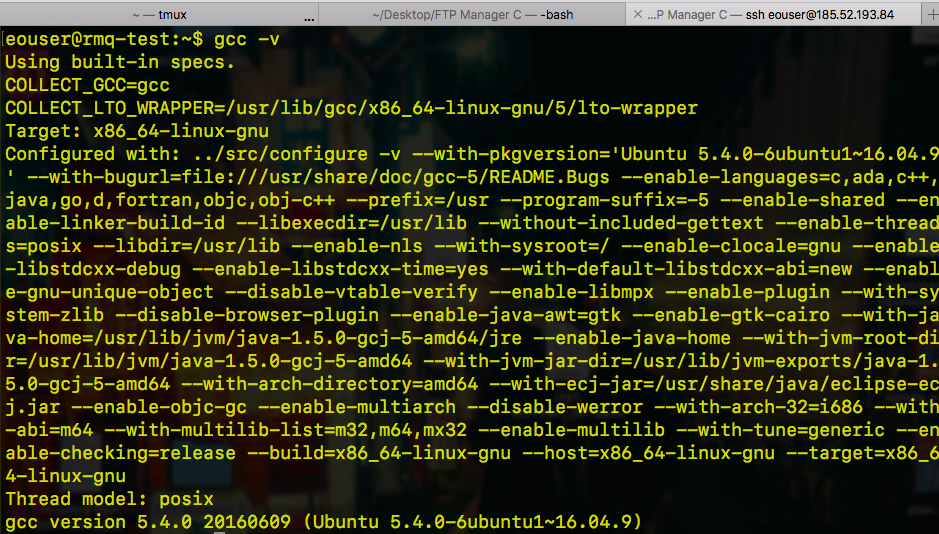 ~ — tmux
...
~/Desktop/FTP Manager C — -bash
...P Manager C — ssh eouser@185.52.193.84
eouser@rmq-test:~$ gcc -v
Using built-in specs.
COLLECT_GCC=gcc
COLLECT_LTO_WRAPPER=/usr/lib/gcc/x86_64-linux-gnu/5/lto-wrapper
Target: x86_64-linux-gnu
Configured with: ../src/configure -v --with-pkgversion='Ubuntu 5.4.0-6ubuntu1~16.04.9
' --with-bugurl=file:///usr/share/doc/gcc-5/README.Bugs --enable-languages=c,ada,c++,
java,go,d,fortran,objc,obj-c++ --prefix=/usr --program-suffix=-5 --enable-shared --en
able-linker-build-id --libexecdir=/usr/lib --without-included-gettext --enable-thread
s=posix --libdir=/usr/lib --enable-nls --with-sysroot=/ --enable-clocale=gnu --enable
-libstdcxx-debug --enable-libstdcxx-time=yes --with-default-libstdcxx-abi=new --enabl
e-gnu-unique-object --disable-vtable-verify --enable-libmpx --enable-plugin --with-sy
stem-zlib --disable-browser-plugin --enable-java-awt=gtk --enable-gtk-cairo --with-ja
va-home=/usr/lib/jvm/java-1.5.0-gcj-5-amd64/jre --enable-java-home --with-jvm-root-di
r=/usr/lib/jvm/java-1.5.0-gcj-5-amd64 --with-jvm-jar-dir=/usr/lib/jvm-exports/java-1.
5.0-gcj-5-amd64 --with-arch-directory=amd64 --with-ecj-jar=/usr/share/java/eclipse-ec
j.jar --enable-objc-gc --enable-multiarch --disable-werror --with-arch-32=i686 --with
-abi=m64 --with-multilib-list=m32,m64,mx32 --enable-multilib --with-tune=generic --en
able-checking=release --build=x86_64-linux-gnu --host=x86_64-linux-gnu --target=x86_6
4-linux-gnu
Thread model: posix
gcc version 5.4.0 20160609 (Ubuntu 5.4.0-6ubuntu1~16.04.9)